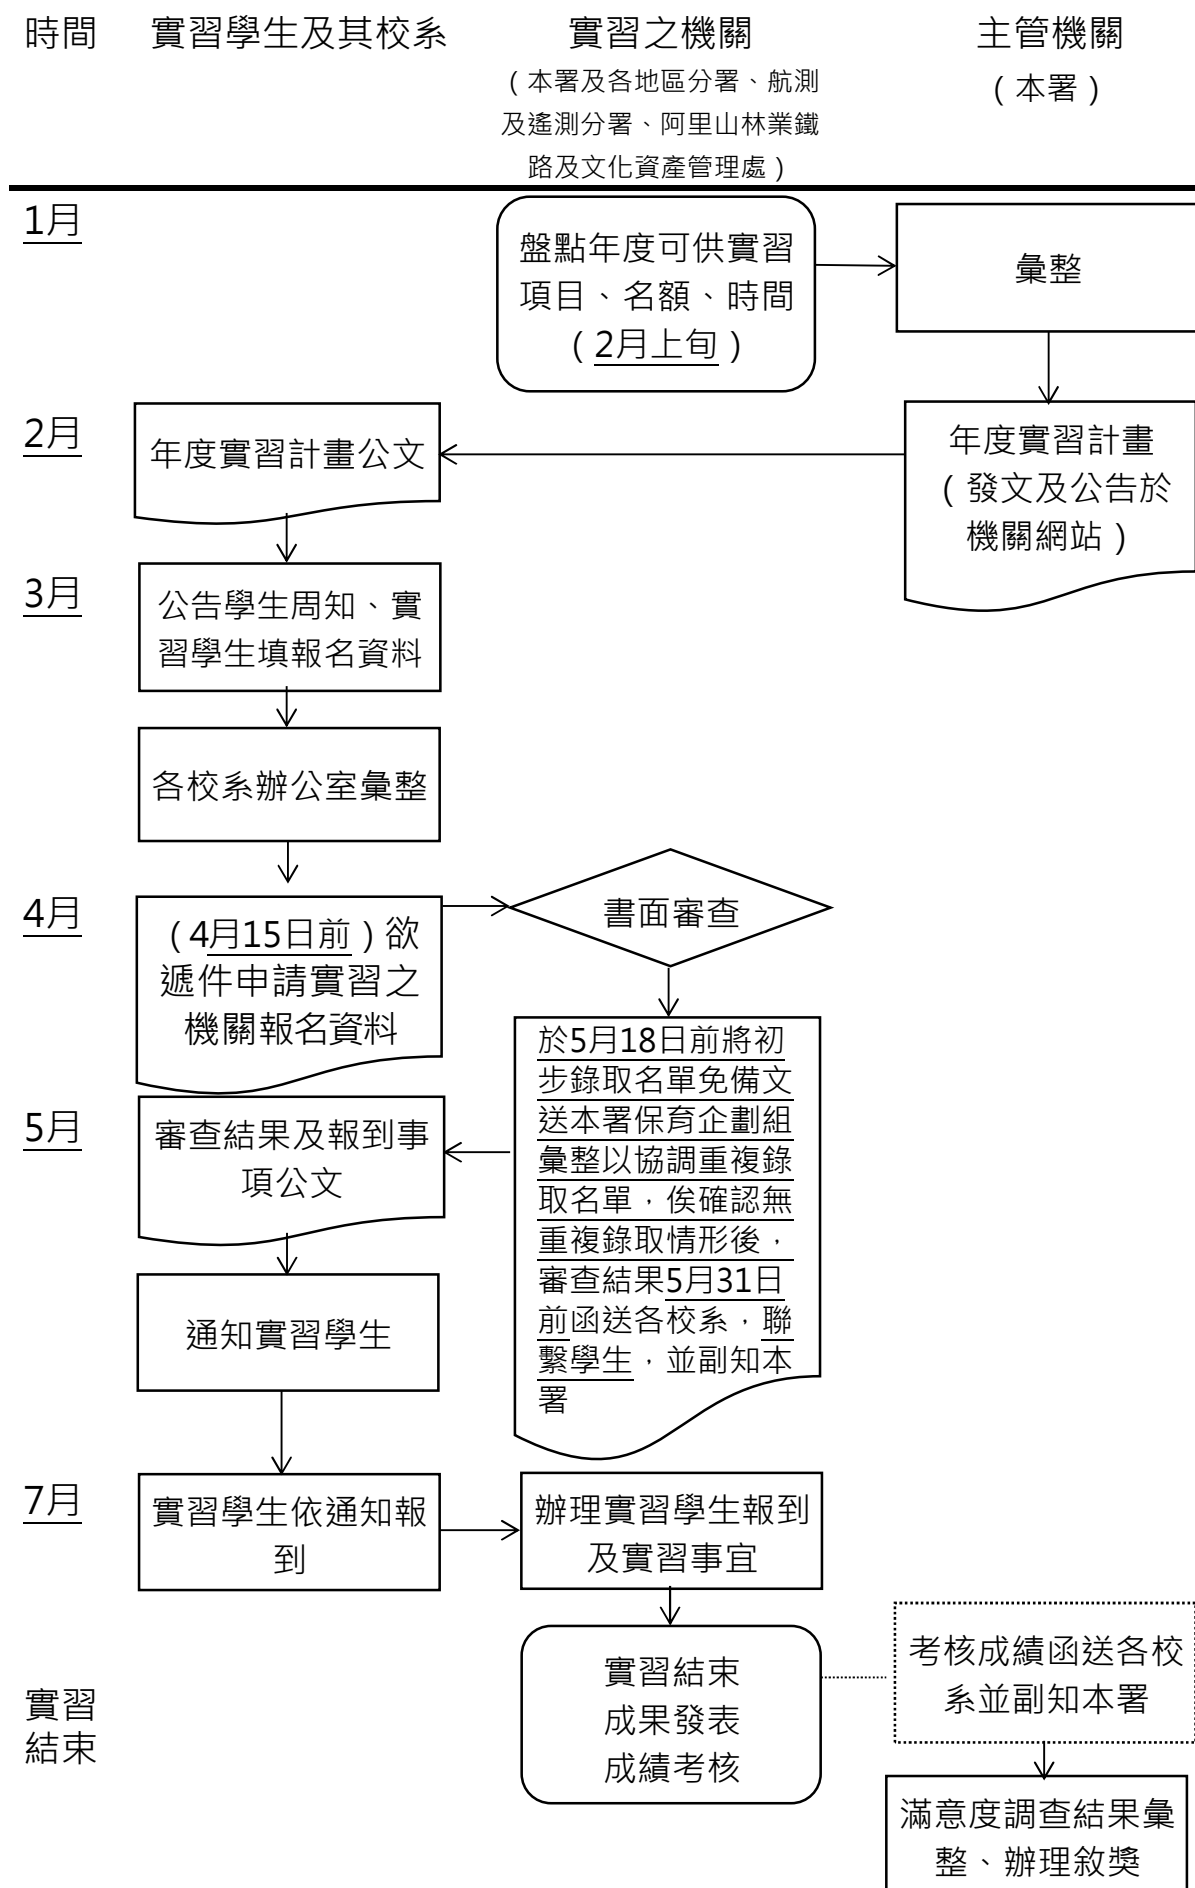 時間 實習學生及其校系 實習之機關 主管機關
（本署及各地區分署、航測
及遙測分署、阿里山林業鐵
路及文化資產管理處）
（本署）
1月
盤點年度可供實習
項目、名額、時間
（2月上旬）
彙整
2月
年度實習計畫公文
年度實習計畫
（發文及公告於
機關網站）
3月
公告學生周知、實
習學生填報名資料
各校系辦公室彙整
4月
（4月15日前）欲
遞件申請實習之
機關報名資料
書面審查
於5月18日前將初
步錄取名單免備文
送本署保育企劃組
彙整以協調重複錄
取名單，俟確認無
重複錄取情形後，
審查結果5月31日
前函送各校系，聯
繫學生，並副知本
署
5月
審查結果及報到事
項公文
通知實習學生
7月
實習學生依通知報
到
辦理實習學生報到
及實習事宜
實習
結束
實習結束
成果發表
成績考核
考核成績函送各校
系並副知本署
滿意度調查結果彙
整、辦理敘獎